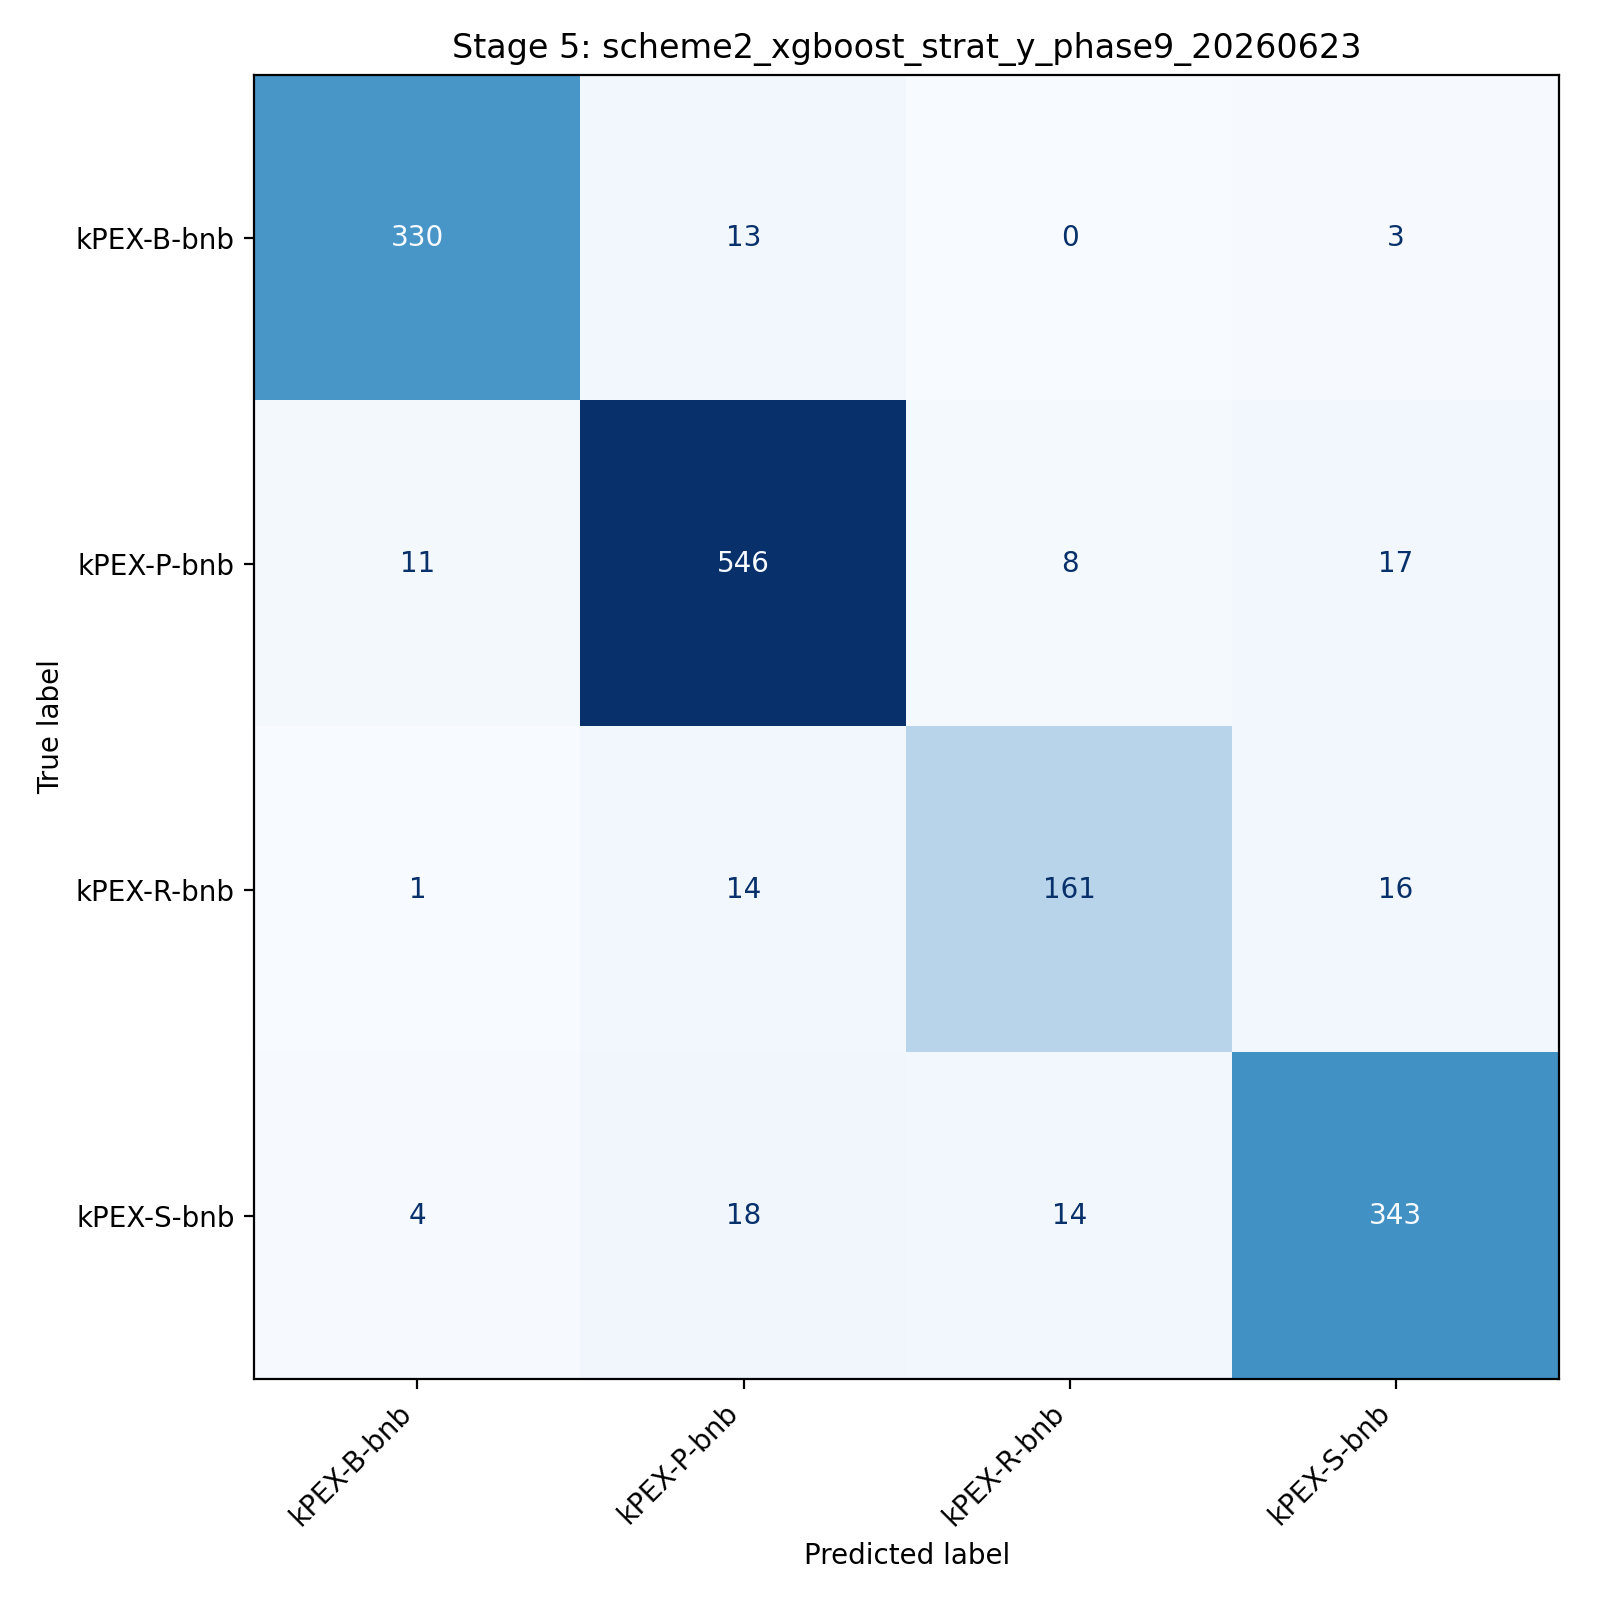 Stage 5: scheme2_xgboost_strat_y_phase9_20260623
kPEX-B-bnb 330 13 0 3
kPEX-P-bnb 11 546 8 17
True label
kPEX-R-bnb 1 14 161 16
kPEX-S-bnb 4 18 14 343
kPEX-B-bnb kPEX-P-bnb kPEX-R-bnb kPEX-S-bnb
Predicted label